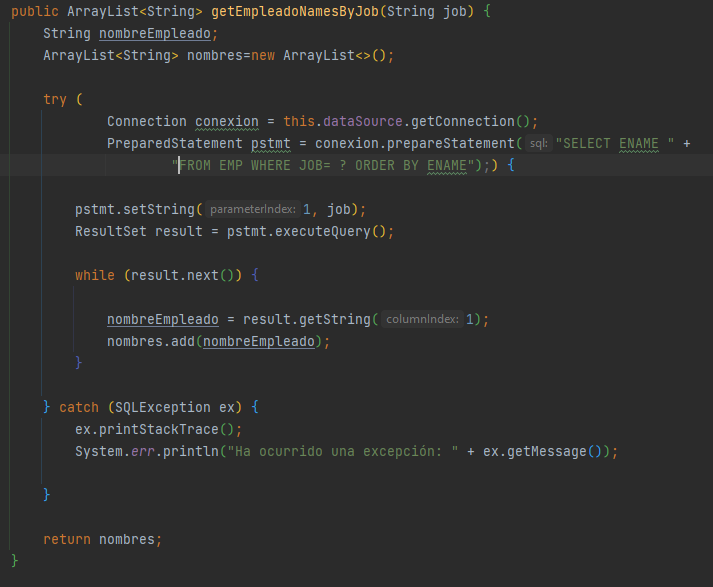 public ArrayList<String> getEmpleadoNamesByJob(String job) {
String nombreEmpleado;
ArrayList<String> nombres=new ArrayList<>();
try (
Connection conexion = this.dataSource.getConnection();
PreparedStatement pstmt = conexion.prepareStatement( sql: "SELECT ENAME " +
"FROM EMP WHERE JOB= ? ORDER BY ENAME");) {
pstmt.setString( parameterIndex: 1, job);
ResultSet result = pstmt.executeQuery();
while (result.next()) {
nombreEmpleado = result.getString( columnIndex: 1);
nombres.add(nombreEmpleado);
}
} catch (SQLException ex) {
ex.printStackTrace();
System.err.println("Ha ocurrido una excepción: " + ex.getMessage());
}
return nombres;
}